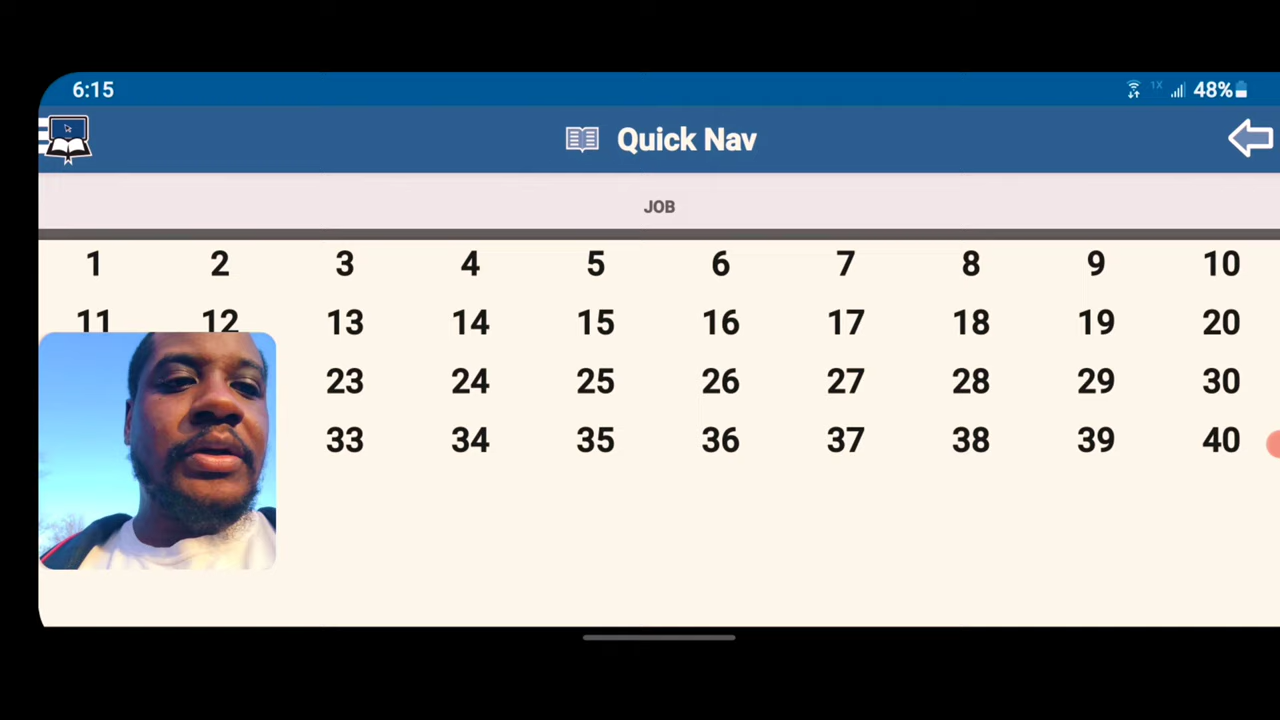 6:15 1X 48%
Quick Nav
JOB
1 2 3 4 5 6 7 8 9 10
11 12 13 14 15 16 17 18 19 20
23 24 25 26 27 28 29 30
33 34 35 36 37 38 39 40